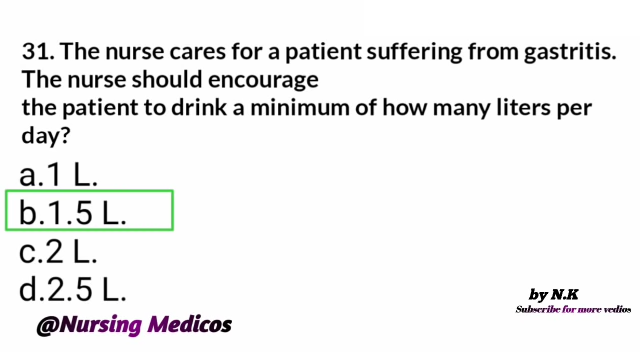 31. The nurse cares for a patient suffering from gastritis.
The nurse should encourage
the patient to drink a minimum of how many liters per
day?
a.1 L.
b.1.5 L.
c.2 L.
d.2.5 L.
by N.K
Subscribe for more vedios
@Nursing Medicos